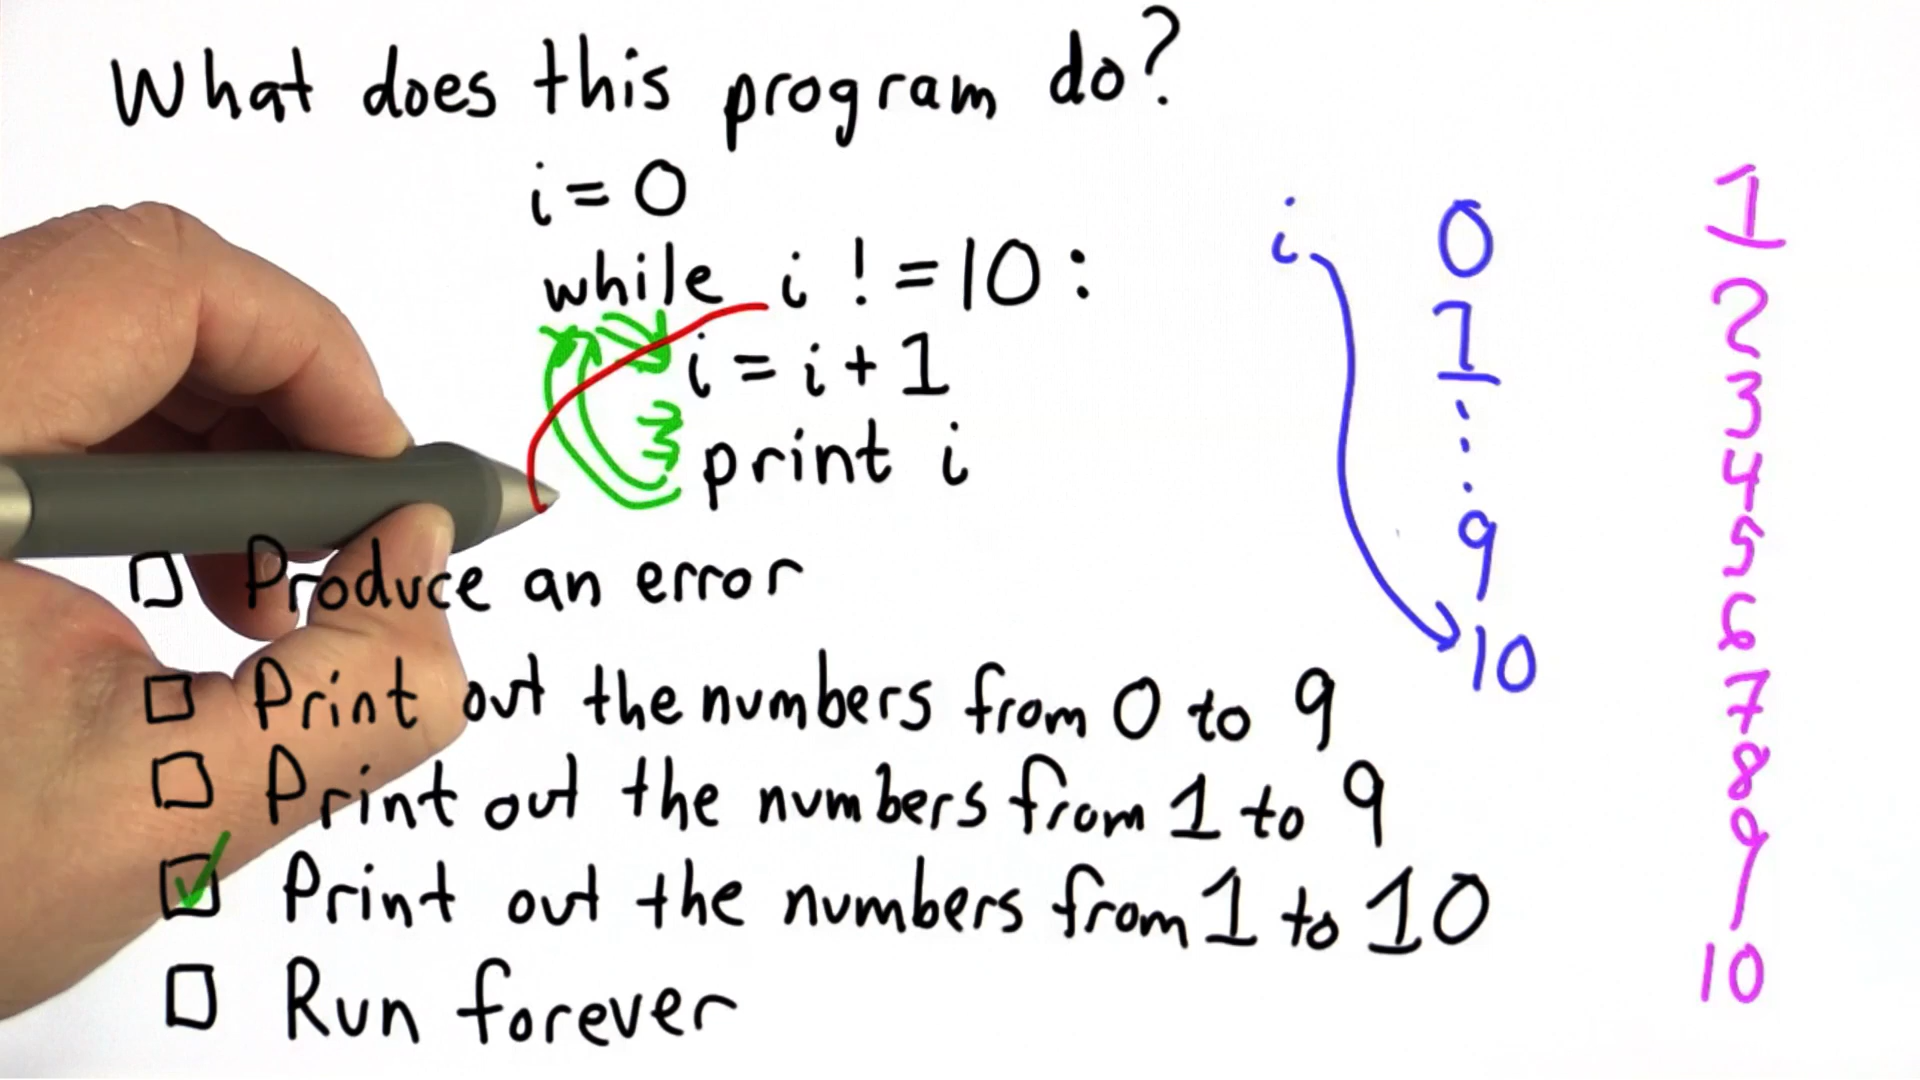 What does this program do?
i = 0
while i != 10:
i = i + 1
print i
Produce an error
Print out the numbers from 0 to 9
Print out the numbers from 1 to 9
Print out the numbers from 1 to 10
Run forever
i
0
1
9
10
1
2
3
4
5
6
7
8
9
10